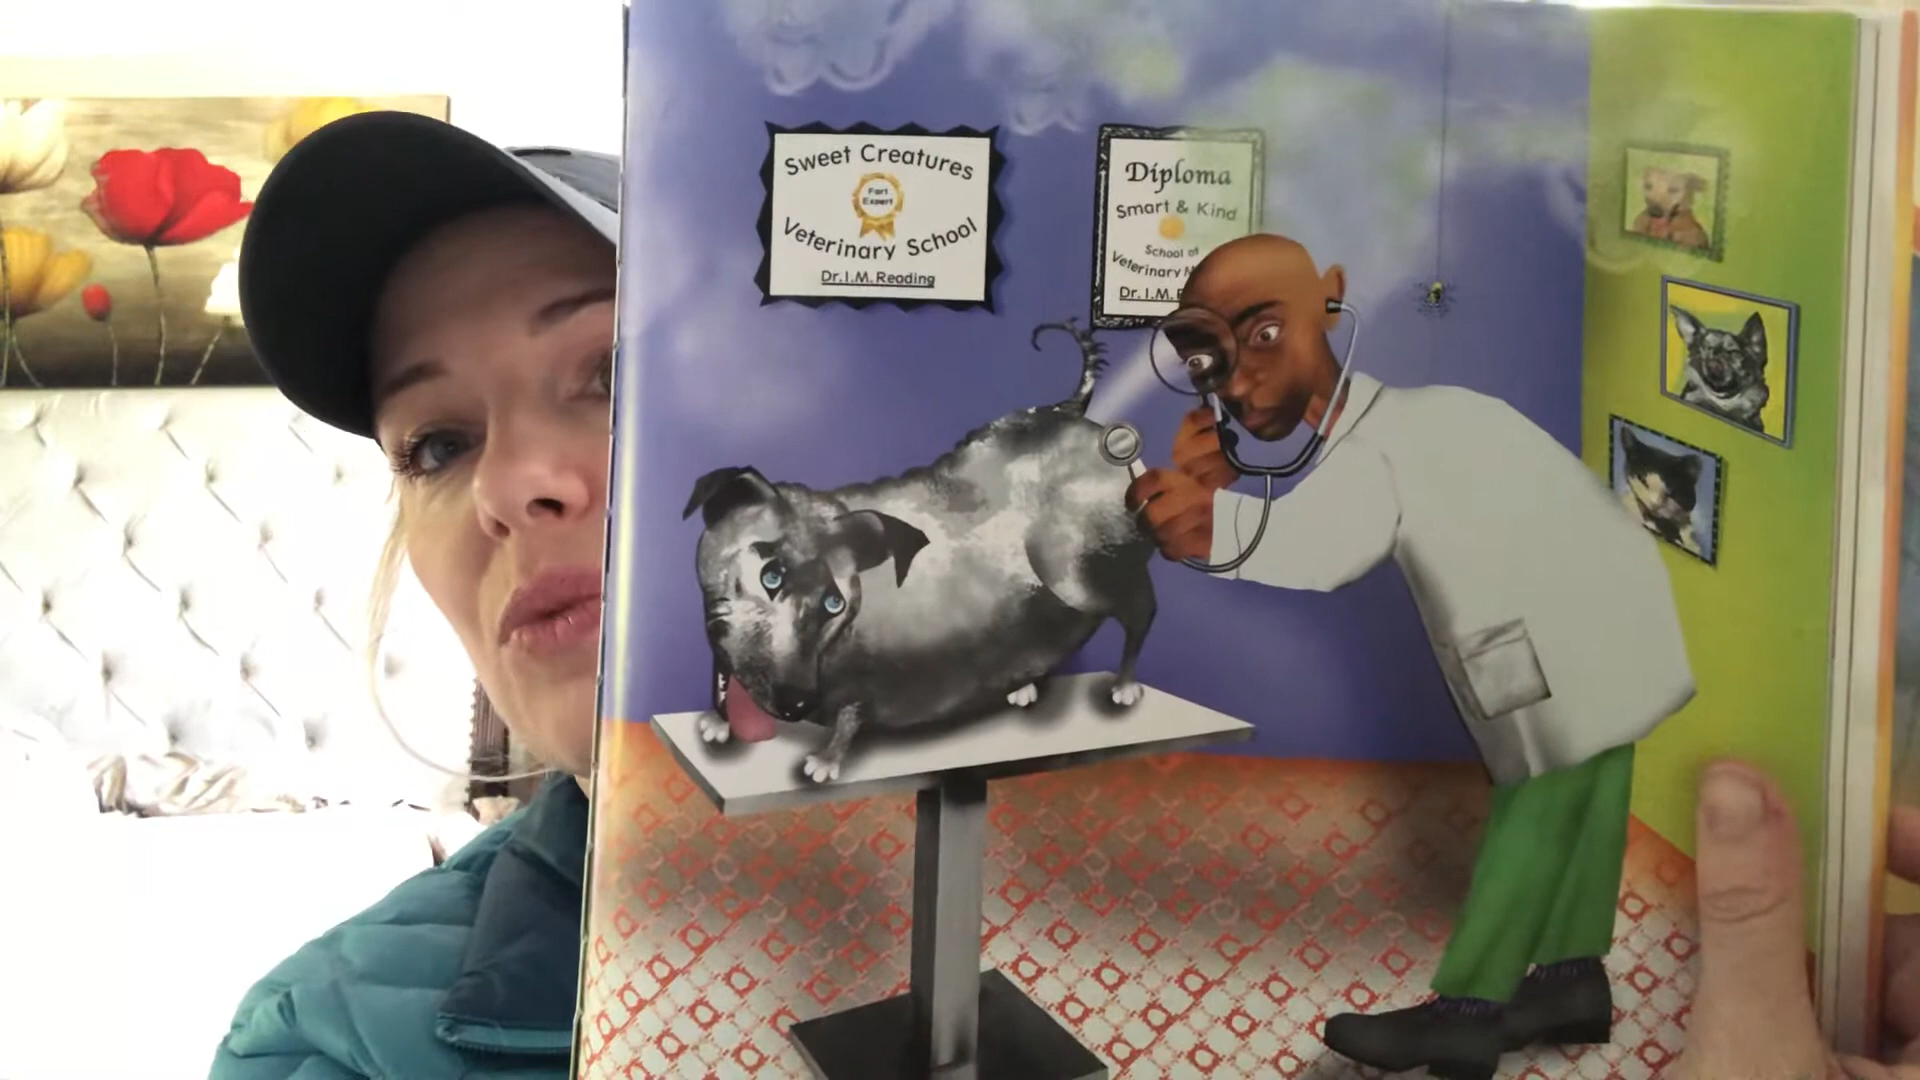 Sweet Creatures
Fart
Expert
Veterinary School
Dr. I. M. Reading
Diploma
Smart & Kind
School of
Veterinary
Dr. I. M.